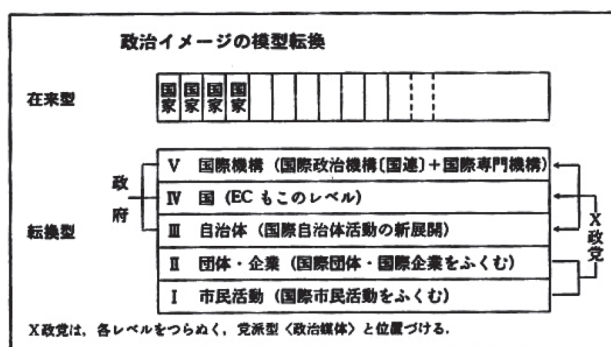 政治イメージの模型転換
在来型
国家 国家 国家 国家
Ⅴ 国際機構（国際政治機構〔国連〕＋国際専門機構）
Ⅳ 国（ECもこのレベル）
Ⅲ 自治体（国際自治体活動の新展開）
Ⅱ 団体・企業（国際団体・国際企業をふくむ）
Ⅰ 市民活動（国際市民活動をふくむ）
政府
転換型
X政党
X政党は，各レベルをつらぬく，党派型〈政治媒体〉と位置づける．